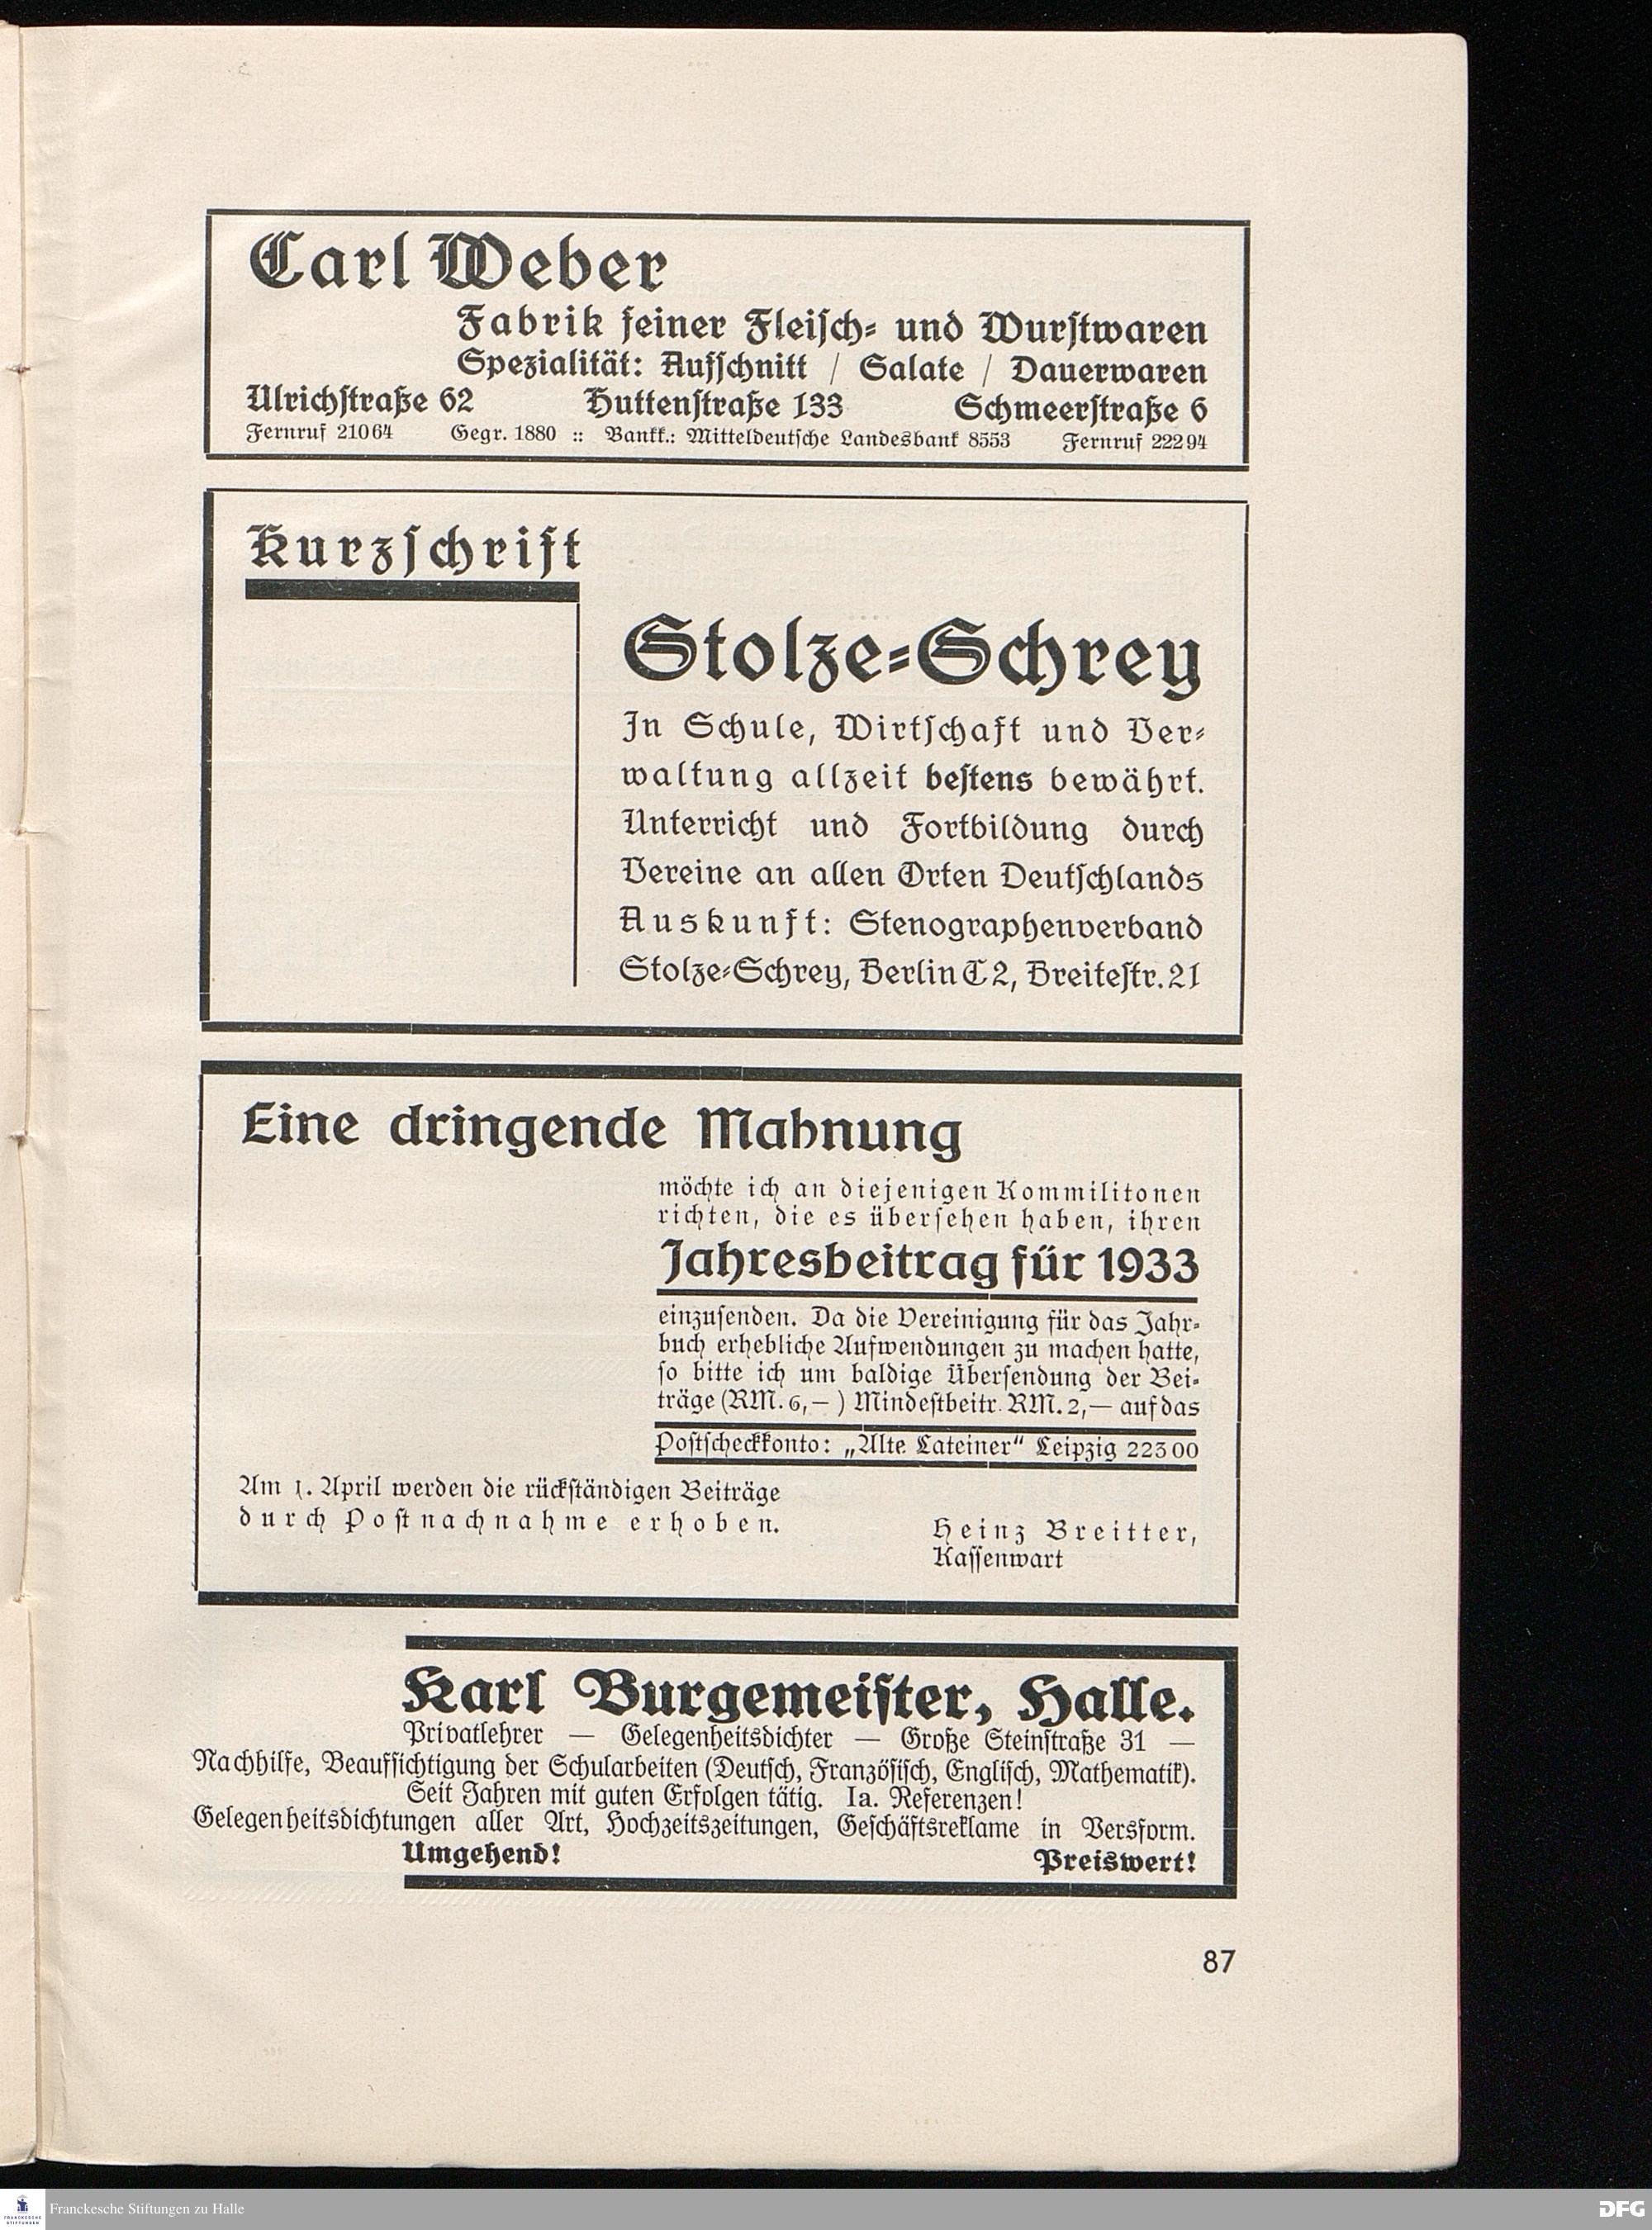 Carl Weber
Fabrik feiner Fleisch- und Wurstwaren
Spezialität: Aufschnitt / Salate / Dauerwaren
Ulrichstraße 62 Huttenstraße 133 Schmeerstraße 6
Fernruf 21064 Gegr. 1880 :: Bankk.: Mitteldeutsche Landesbank 8553 Fernruf 22294
Kurzschrift
Stolze-Schrey
In Schule, Wirtschaft und Ver-
waltung allzeit bestens bewährt.
Unterricht und Fortbildung durch
Vereine an allen Orten Deutschlands
Auskunft: Stenographenverband
Stolze-Schrey, Berlin C 2, Breitestr. 21
Eine dringende Mahnung
möchte ich an diejenigen Kommilitonen
richten, die es übersehen haben, ihren
Jahresbeitrag für 1933
einzusenden. Da die Vereinigung für das Jahr-
buch erhebliche Aufwendungen zu machen hatte,
so bitte ich um baldige Übersendung der Bei-
träge (RM. 6,— ) Mindestbeitr. RM. 2,— auf das
Postscheckkonto: „Alte Lateiner“ Leipzig 22300
Am 1. April werden die rückständigen Beiträge
durch Postnachnahme erhoben.
Heinz Breitter,
Kassenwart
Karl Burgemeister, Halle.
Privatlehrer — Gelegenheitsdichter — Große Steinstraße 31 —
Nachhilfe, Beaufsichtigung der Schularbeiten (Deutsch, Französisch, Englisch, Mathematik).
Seit Jahren mit guten Erfolgen tätig. Ia. Referenzen!
Gelegenheitsdichtungen aller Art, Hochzeitszeitungen, Geschäftsreklame in Versform.
Umgehend! Preiswert!
87
Franckesche Stiftungen zu Halle
DFG